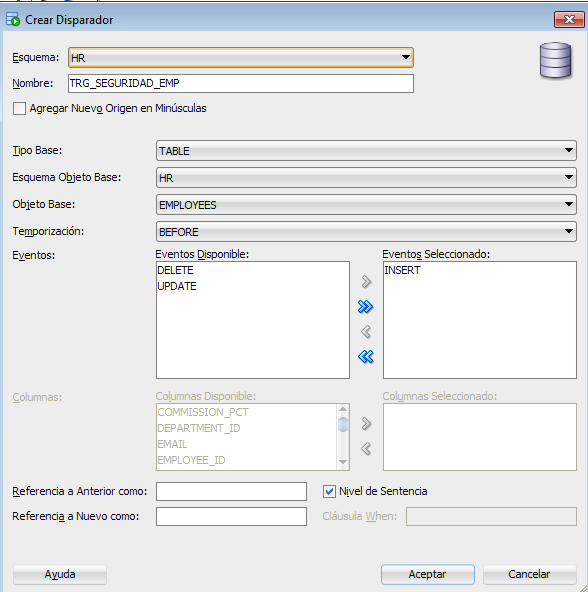 Crear Disparador
Esquema: HR
Nombre: TRG_SEGURIDAD_EMP
Agregar Nuevo Origen en Minúsculas
Tipo Base: TABLE
Esquema Objeto Base: HR
Objeto Base: EMPLOYEES
Temporización: BEFORE
Eventos: Eventos Disponible: Eventos Seleccionado:
DELETE INSERT
UPDATE
Columnas: Columnas Disponible: Columnas Seleccionado:
COMMISSION_PCT
DEPARTMENT_ID
EMAIL
EMPLOYEE_ID
Referencia a Anterior como: Nivel de Sentencia
Referencia a Nuevo como: Cláusula When:
Ayuda Aceptar Cancelar